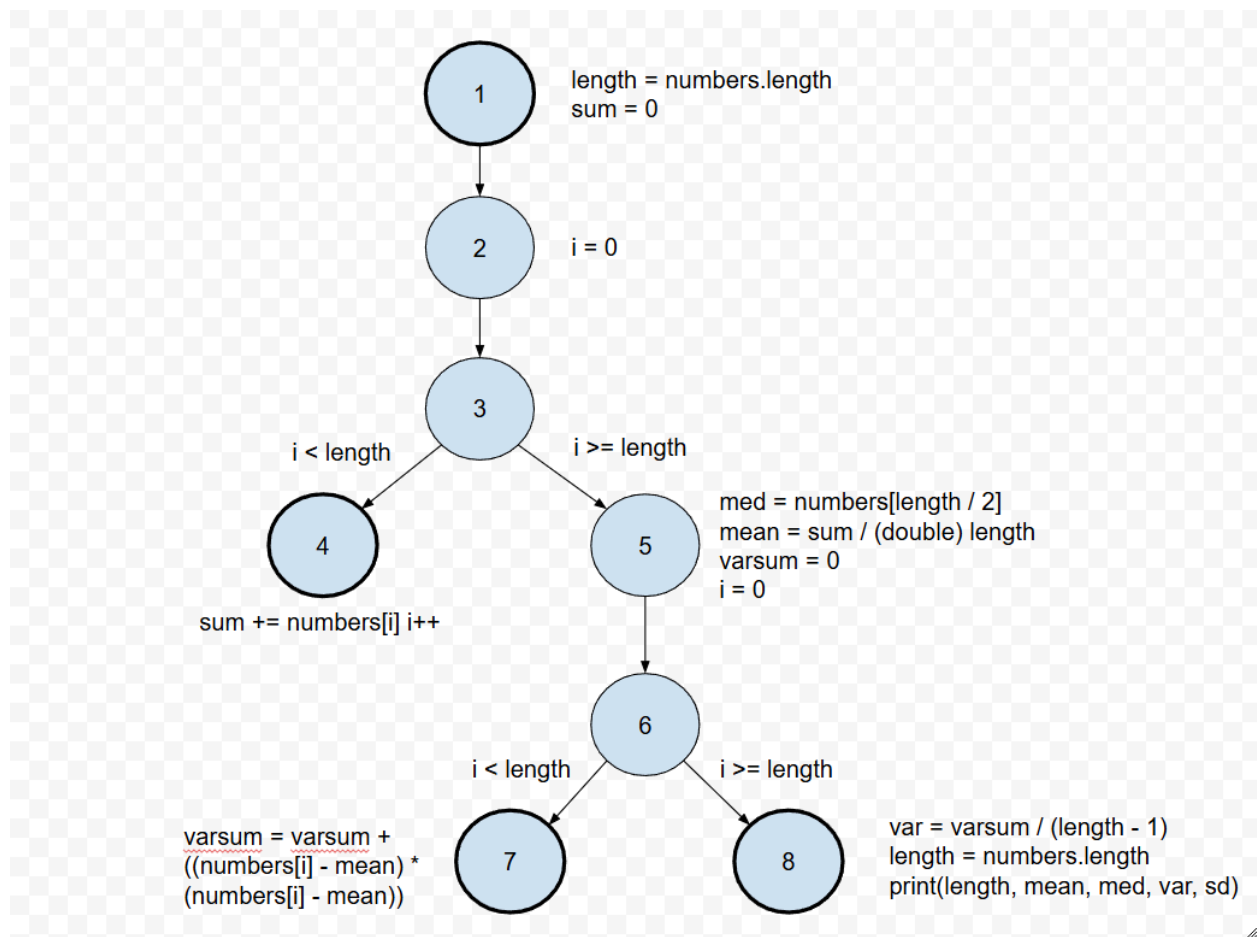 1
length = numbers.length
sum = 0
2
i = 0
3
i < length
i >= length
4
sum += numbers[i] i++
5
med = numbers[length / 2]
mean = sum / (double) length
varsum = 0
i = 0
6
i < length
i >= length
varsum = varsum +
((numbers[i] - mean) *
(numbers[i] - mean))
7
8
var = varsum / (length - 1)
length = numbers.length
print(length, mean, med, var, sd)